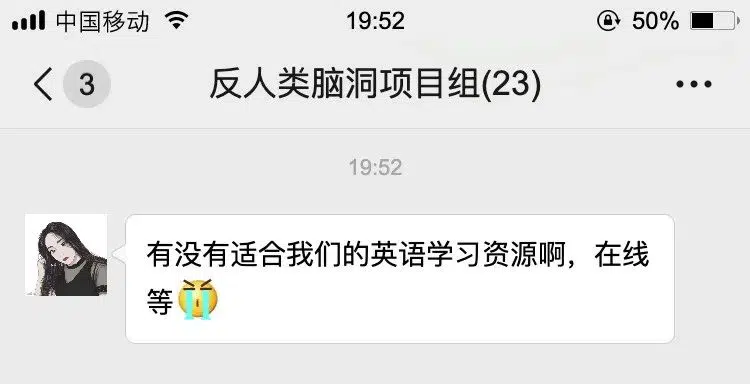 中国移动 19:52 50%
3 反人类脑洞项目组(23)
19:52
有没有适合我们的英语学习资源啊，在线
等😭